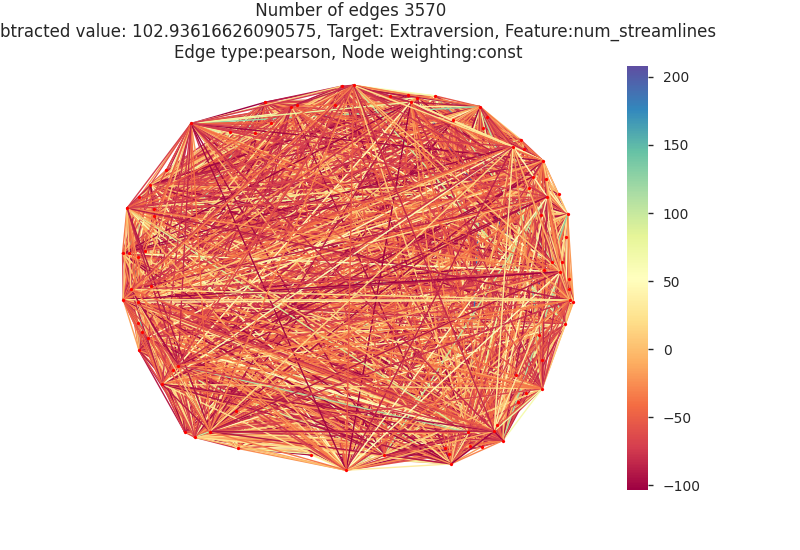 Number of edges 3570
btracted value: 102.93616626090575, Target: Extraversion, Feature:num_streamlines
Edge type:pearson, Node weighting:const
200
150
100
50
0
−50
−100